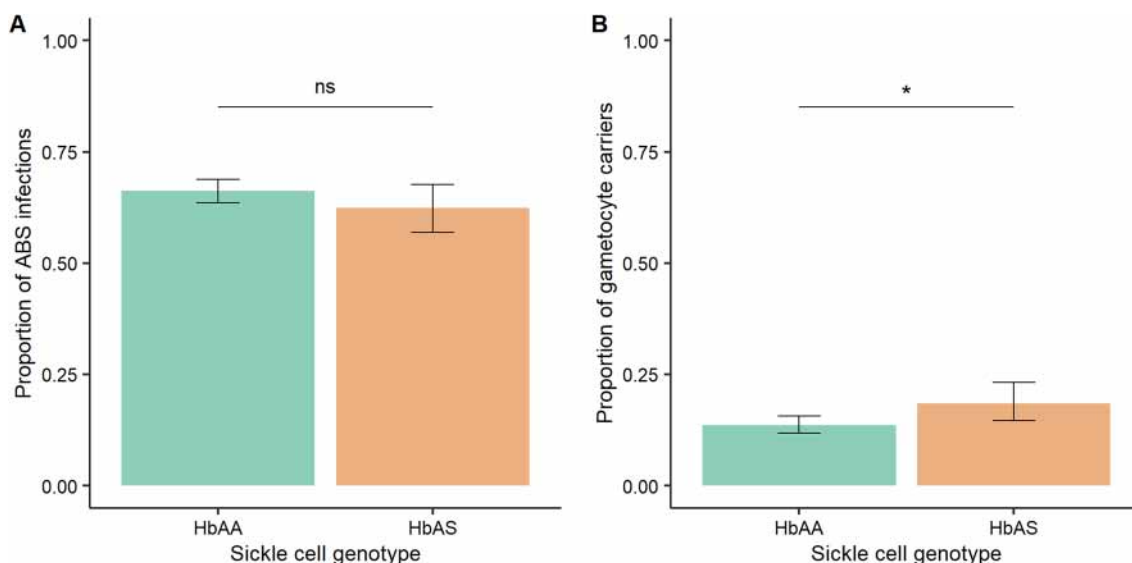 A
Proportion of ABS infections
1.00
0.75
0.50
0.25
0.00
ns
HbAA
HbAS
Sickle cell genotype
B
Proportion of gametocyte carriers
1.00
0.75
0.50
0.25
0.00
*
HbAA
HbAS
Sickle cell genotype